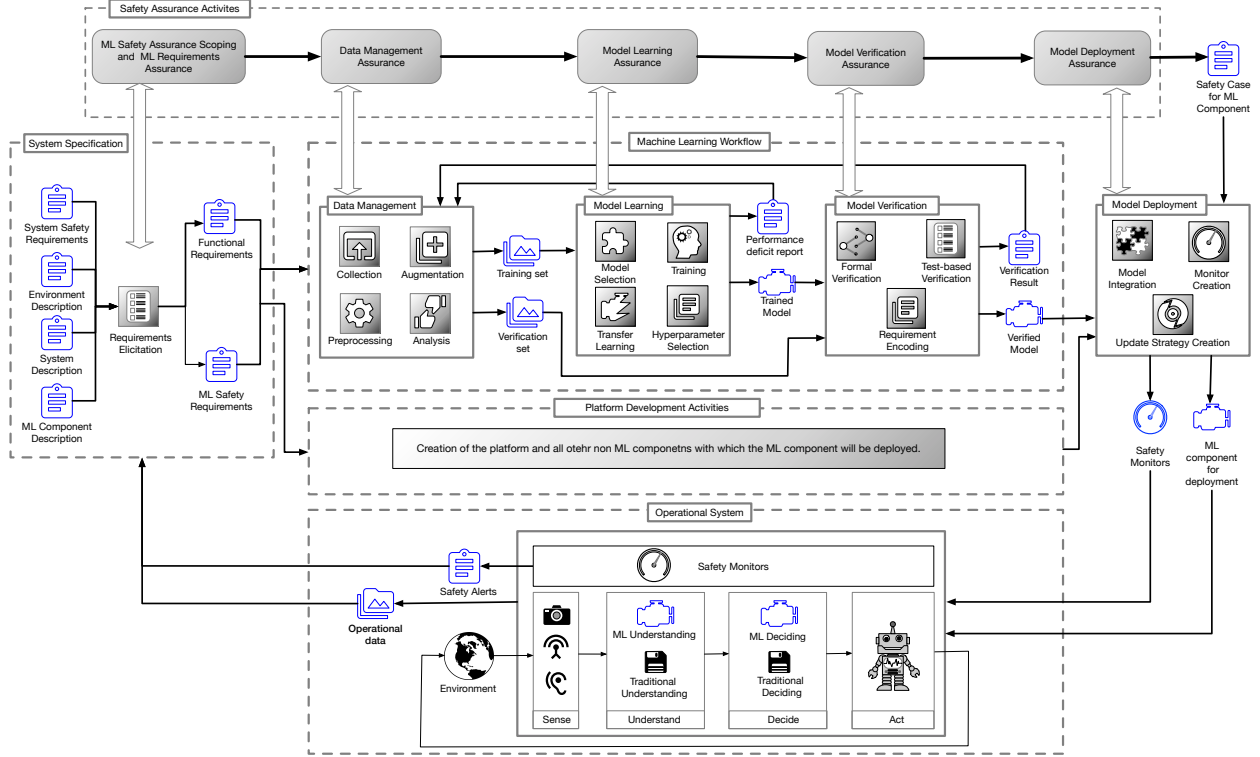 Safety Assurance Activites
ML Safety Assurance Scoping
and ML Requirements
Assurance
Data Management
Assurance
Model Learning
Assurance
Model Verification
Assurance
Model Deployment
Assurance
Safety Case
for ML
Component
System Specification
System Safety
Requirements
Environment
Description
System
Description
ML Component
Description
Requirements
Elicitation
Functional
Requirements
ML Safety
Requirements
Machine Learning Workflow
Data Management
Collection
Augmentation
Preprocessing
Analysis
Training set
Verification
set
Model Learning
Model
Selection
Training
Transfer
Learning
Hyperparameter
Selection
Performance
deficit report
Trained
Model
Model Verification
Formal
Verification
Test-based
Verification
Requirement
Encoding
Verification
Result
Verified
Model
Model Deployment
Model
Integration
Monitor
Creation
Update Strategy Creation
Safety
Monitors
ML
component
for
deployment
Platform Development Activities
Creation of the platform and all otehr non ML componetns with which the ML component will be deployed.
Operational System
Safety Monitors
Safety Alerts
Operational
data
Environment
Sense
ML Understanding
Traditional
Understanding
Understand
ML Deciding
Traditional
Deciding
Decide
Act